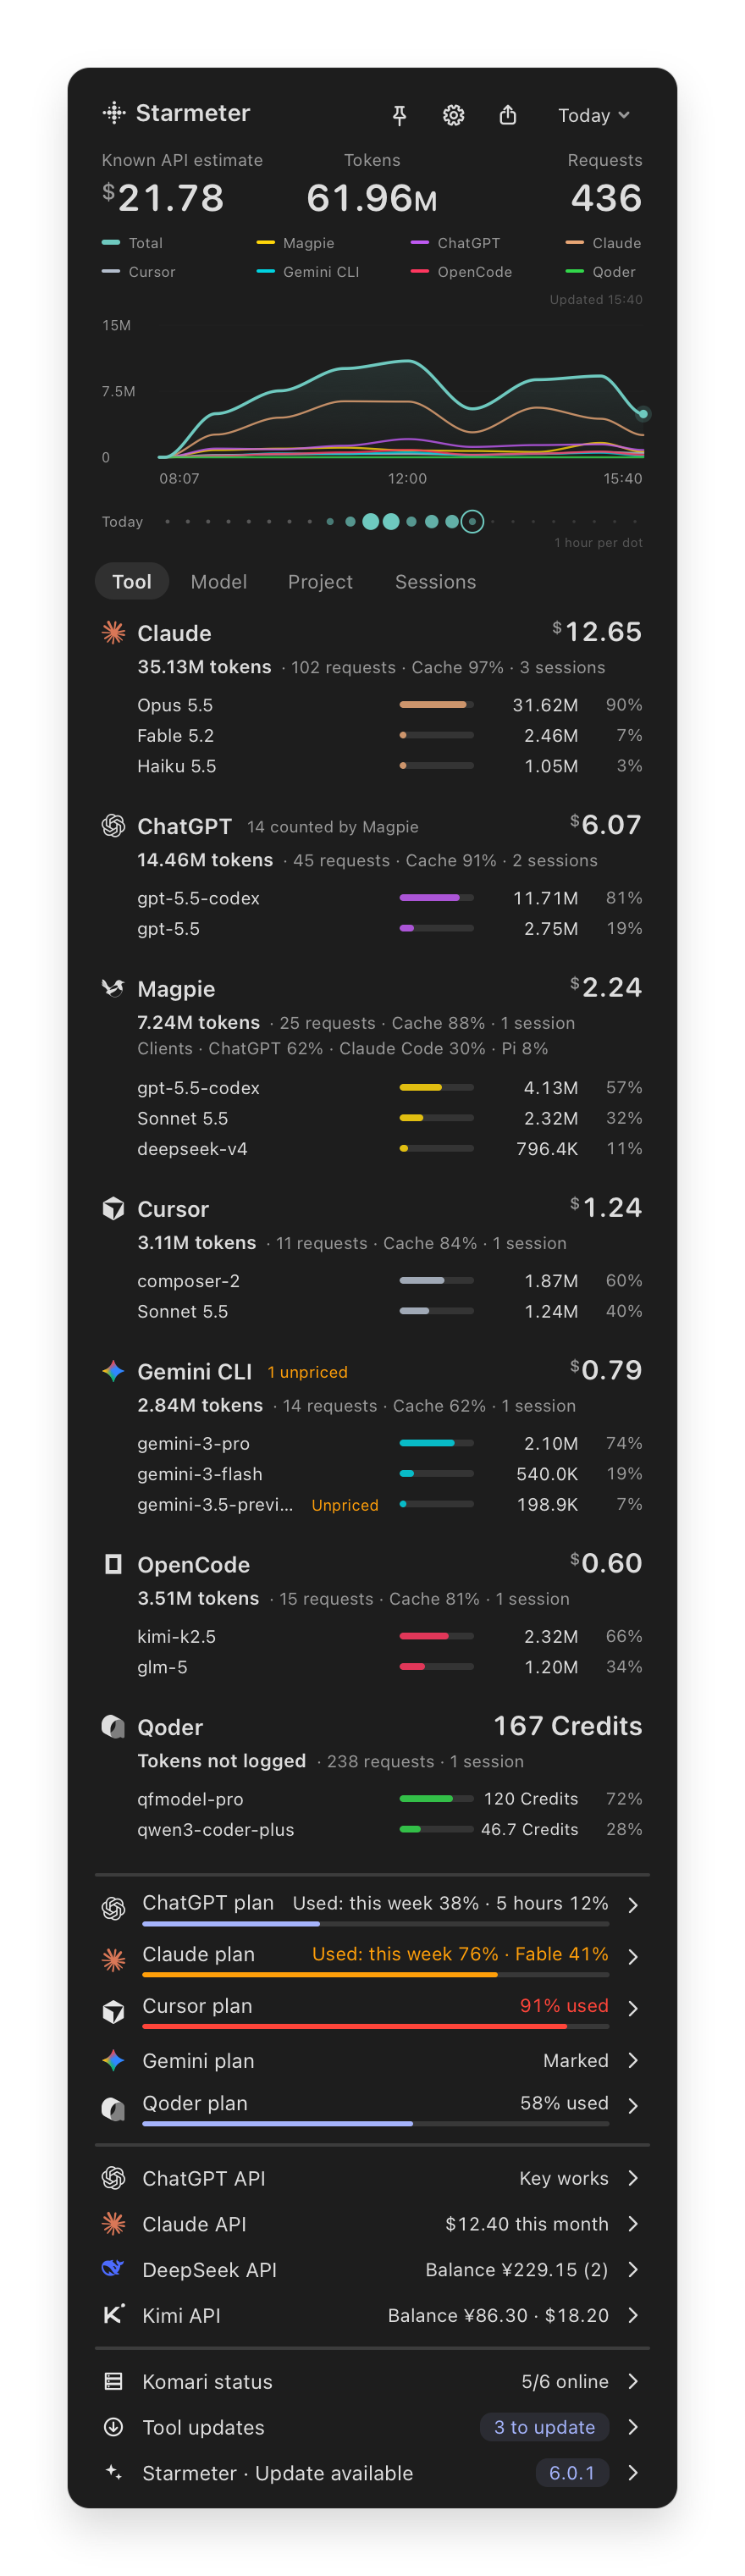 Starmeter
Today
Known API estimate Tokens Requests
$21.78 61.96M 436
Total Magpie ChatGPT Claude
Cursor Gemini CLI OpenCode Qoder
Updated 15:40
15M
7.5M
0
08:07 12:00 15:40
Today
1 hour per dot
Tool Model Project Sessions
Claude $12.65
35.13M tokens · 102 requests · Cache 97% · 3 sessions
Opus 5.5 31.62M 90%
Fable 5.2 2.46M 7%
Haiku 5.5 1.05M 3%
ChatGPT 14 counted by Magpie $6.07
14.46M tokens · 45 requests · Cache 91% · 2 sessions
gpt-5.5-codex 11.71M 81%
gpt-5.5 2.75M 19%
Magpie $2.24
7.24M tokens · 25 requests · Cache 88% · 1 session
Clients · ChatGPT 62% · Claude Code 30% · Pi 8%
gpt-5.5-codex 4.13M 57%
Sonnet 5.5 2.32M 32%
deepseek-v4 796.4K 11%
Cursor $1.24
3.11M tokens · 11 requests · Cache 84% · 1 session
composer-2 1.87M 60%
Sonnet 5.5 1.24M 40%
Gemini CLI 1 unpriced $0.79
2.84M tokens · 14 requests · Cache 62% · 1 session
gemini-3-pro 2.10M 74%
gemini-3-flash 540.0K 19%
gemini-3.5-previ... Unpriced 198.9K 7%
OpenCode $0.60
3.51M tokens · 15 requests · Cache 81% · 1 session
kimi-k2.5 2.32M 66%
glm-5 1.20M 34%
Qoder 167 Credits
Tokens not logged · 238 requests · 1 session
qfmodel-pro 120 Credits 72%
qwen3-coder-plus 46.7 Credits 28%
ChatGPT plan Used: this week 38% · 5 hours 12%
Claude plan Used: this week 76% · Fable 41%
Cursor plan 91% used
Gemini plan Marked
Qoder plan 58% used
ChatGPT API Key works
Claude API $12.40 this month
DeepSeek API Balance ¥229.15 (2)
Kimi API Balance ¥86.30 · $18.20
Komari status 5/6 online
Tool updates 3 to update
Starmeter · Update available 6.0.1